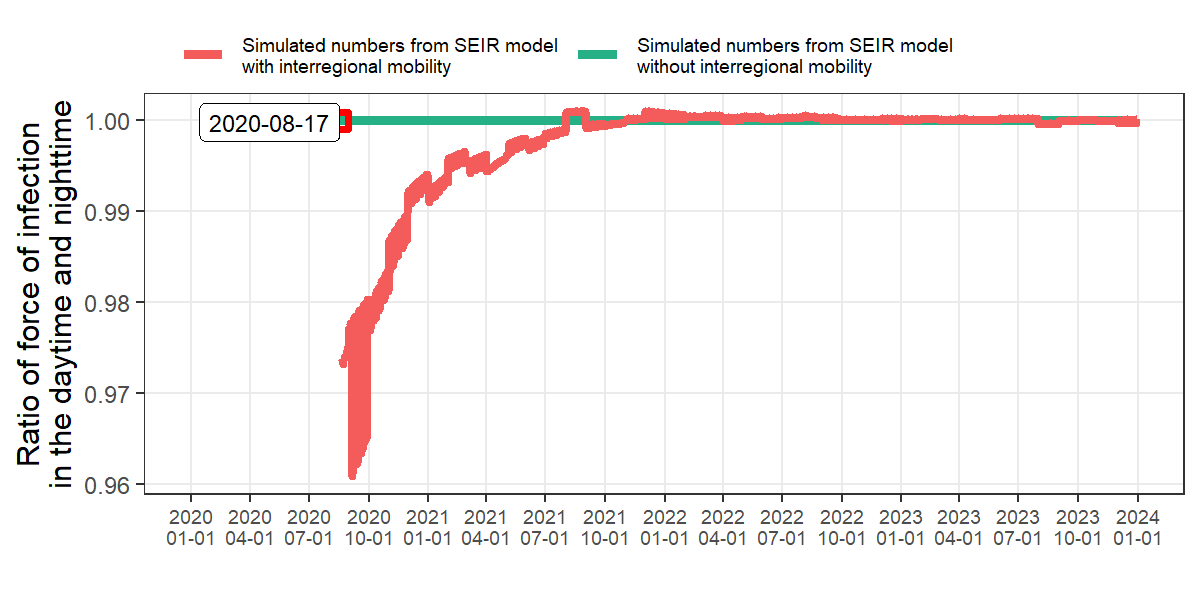 Simulated numbers from SEIR model
with interregional mobility
Simulated numbers from SEIR model
without interregional mobility
2020-08-17
Ratio of force of infection
in the daytime and nighttime
1.00
0.99
0.98
0.97
0.96
2020 2020 2020 2020 2021 2021 2021 2021 2022 2022 2022 2022 2023 2023 2023 2023 2024
01-01 04-01 07-01 10-01 01-01 04-01 07-01 10-01 01-01 04-01 07-01 10-01 01-01 04-01 07-01 10-01 01-01